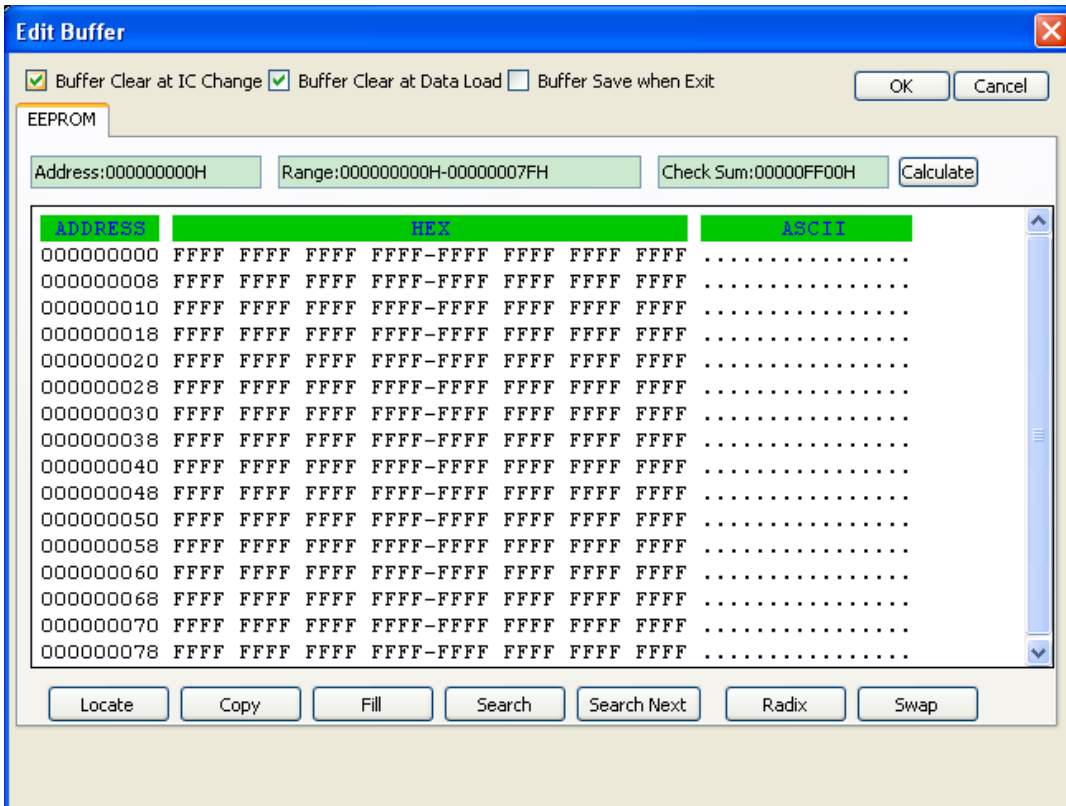 Edit Buffer
Buffer Clear at IC Change Buffer Clear at Data Load Buffer Save when Exit OK Cancel
EEPROM
Address:000000000H Range:000000000H-00000007FH Check Sum:00000FF00H Calculate
ADDRESS HEX ASCII
000000000 FFFF FFFF FFFF FFFF-FFFF FFFF FFFF FFFF ................
000000008 FFFF FFFF FFFF FFFF-FFFF FFFF FFFF FFFF ................
000000010 FFFF FFFF FFFF FFFF-FFFF FFFF FFFF FFFF ................
000000018 FFFF FFFF FFFF FFFF-FFFF FFFF FFFF FFFF ................
000000020 FFFF FFFF FFFF FFFF-FFFF FFFF FFFF FFFF ................
000000028 FFFF FFFF FFFF FFFF-FFFF FFFF FFFF FFFF ................
000000030 FFFF FFFF FFFF FFFF-FFFF FFFF FFFF FFFF ................
000000038 FFFF FFFF FFFF FFFF-FFFF FFFF FFFF FFFF ................
000000040 FFFF FFFF FFFF FFFF-FFFF FFFF FFFF FFFF ................
000000048 FFFF FFFF FFFF FFFF-FFFF FFFF FFFF FFFF ................
000000050 FFFF FFFF FFFF FFFF-FFFF FFFF FFFF FFFF ................
000000058 FFFF FFFF FFFF FFFF-FFFF FFFF FFFF FFFF ................
000000060 FFFF FFFF FFFF FFFF-FFFF FFFF FFFF FFFF ................
000000068 FFFF FFFF FFFF FFFF-FFFF FFFF FFFF FFFF ................
000000070 FFFF FFFF FFFF FFFF-FFFF FFFF FFFF FFFF ................
000000078 FFFF FFFF FFFF FFFF-FFFF FFFF FFFF FFFF ................
Locate Copy Fill Search Search Next Radix Swap